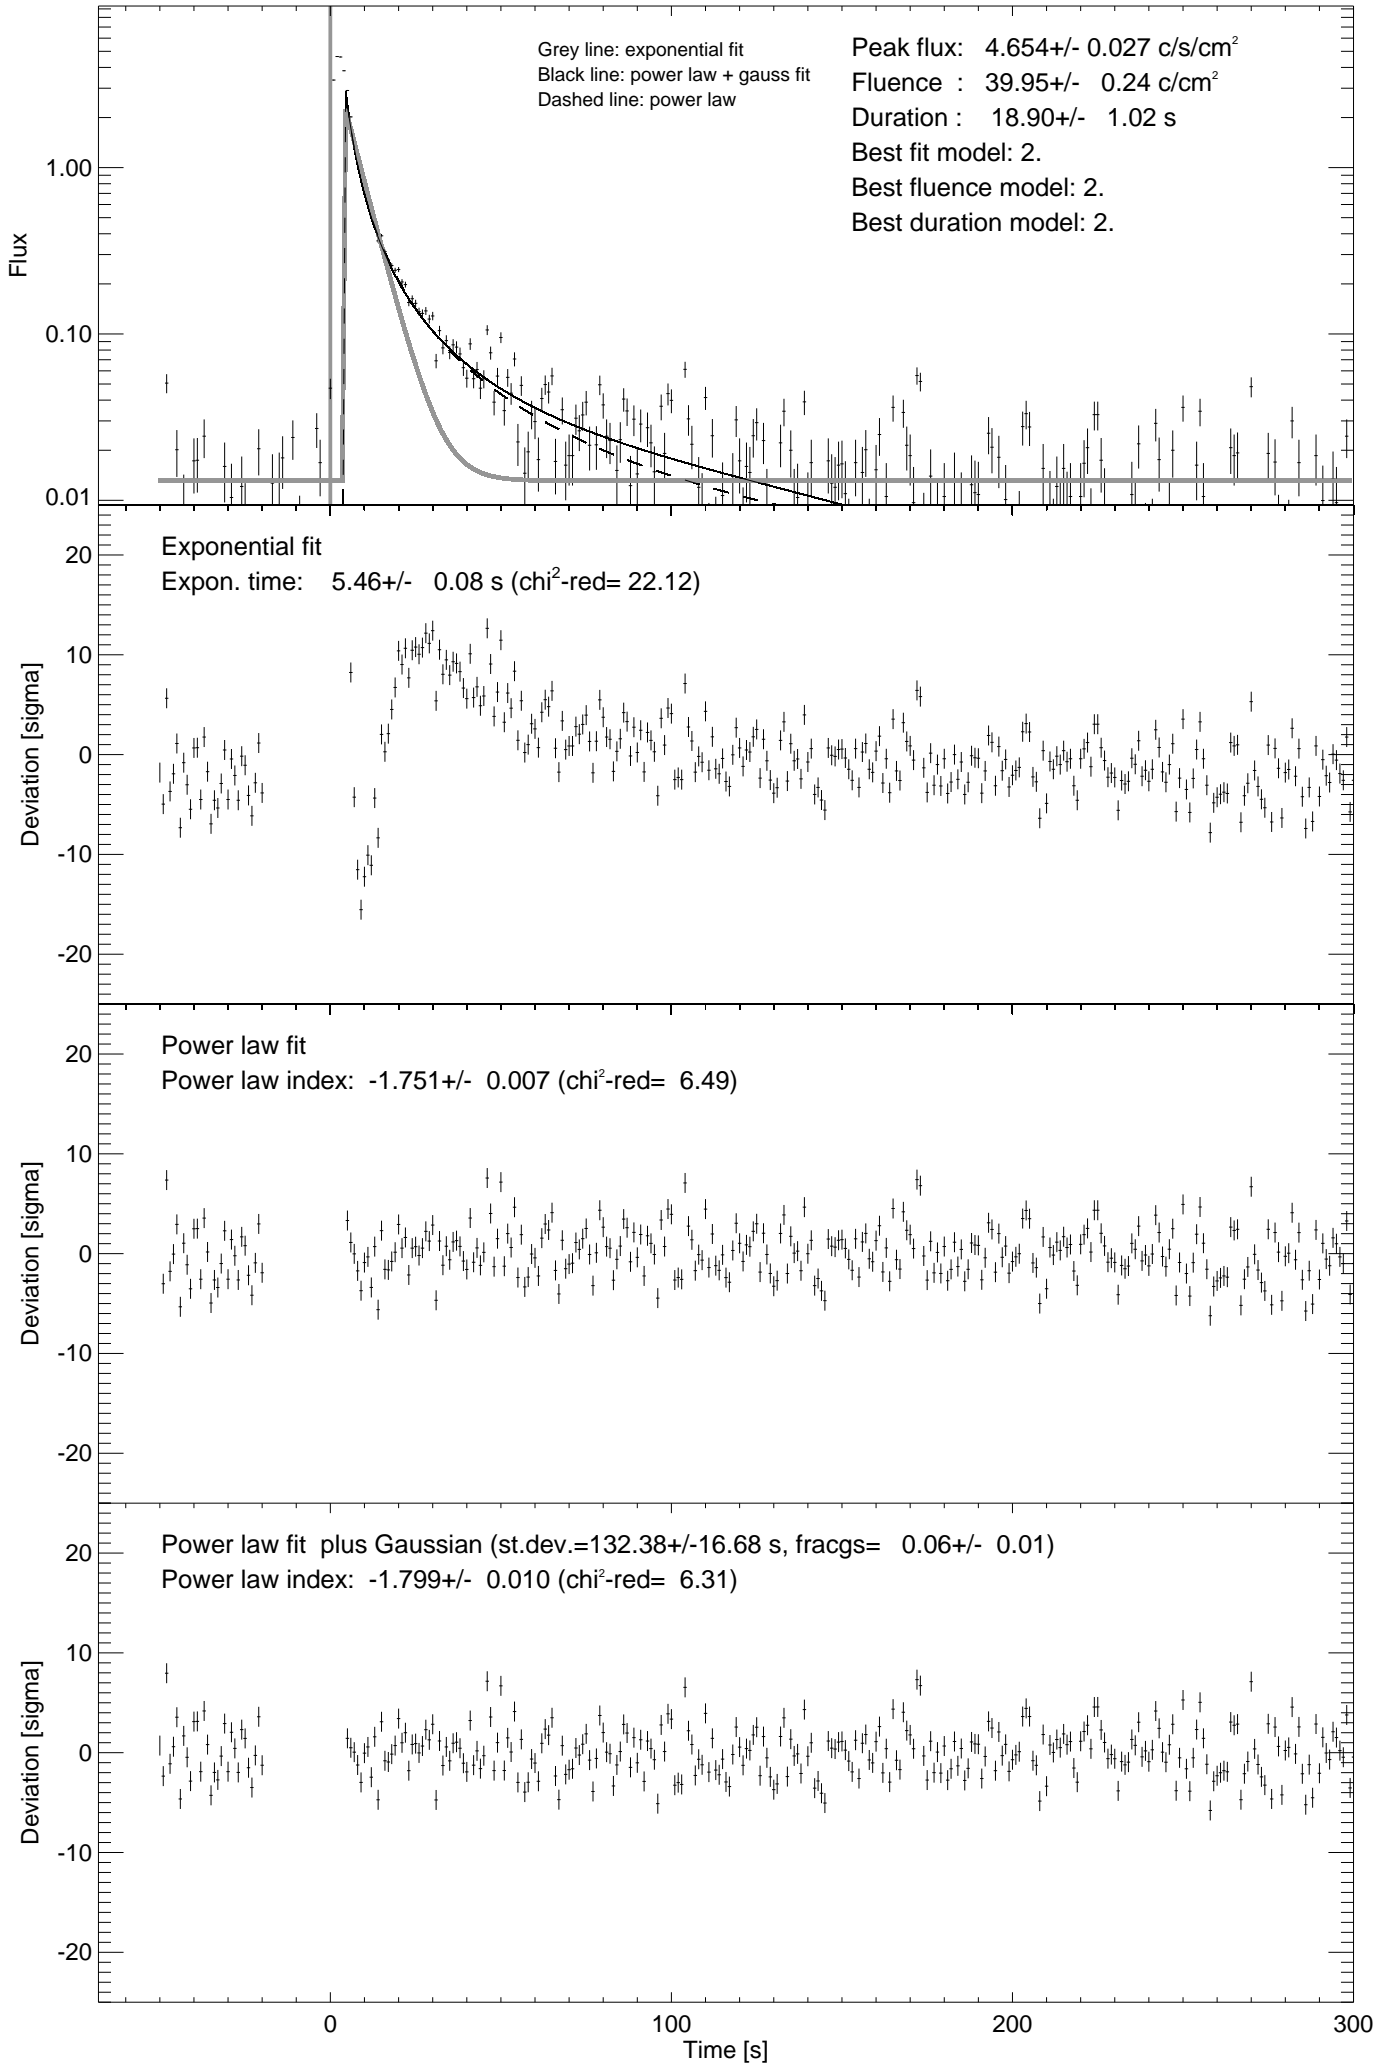 Grey line: exponential fit
Black line: power law + gauss fit
Dashed line: power law
Peak flux: 4.654+/- 0.027 c/s/cm²
Fluence : 39.95+/- 0.24 c/cm²
Duration : 18.90+/- 1.02 s
Best fit model: 2.
Best fluence model: 2.
Best duration model: 2.
1.00
0.10
0.01
Flux
Exponential fit
Expon. time: 5.46+/- 0.08 s (chi²-red= 22.12)
20
10
0
-10
-20
Deviation [sigma]
Power law fit
Power law index: -1.751+/- 0.007 (chi²-red= 6.49)
20
10
0
-10
-20
Deviation [sigma]
Power law fit plus Gaussian (st.dev.=132.38+/-16.68 s, fracgs= 0.06+/- 0.01)
Power law index: -1.799+/- 0.010 (chi²-red= 6.31)
20
10
0
-10
-20
Deviation [sigma]
0 100 200 300
Time [s]